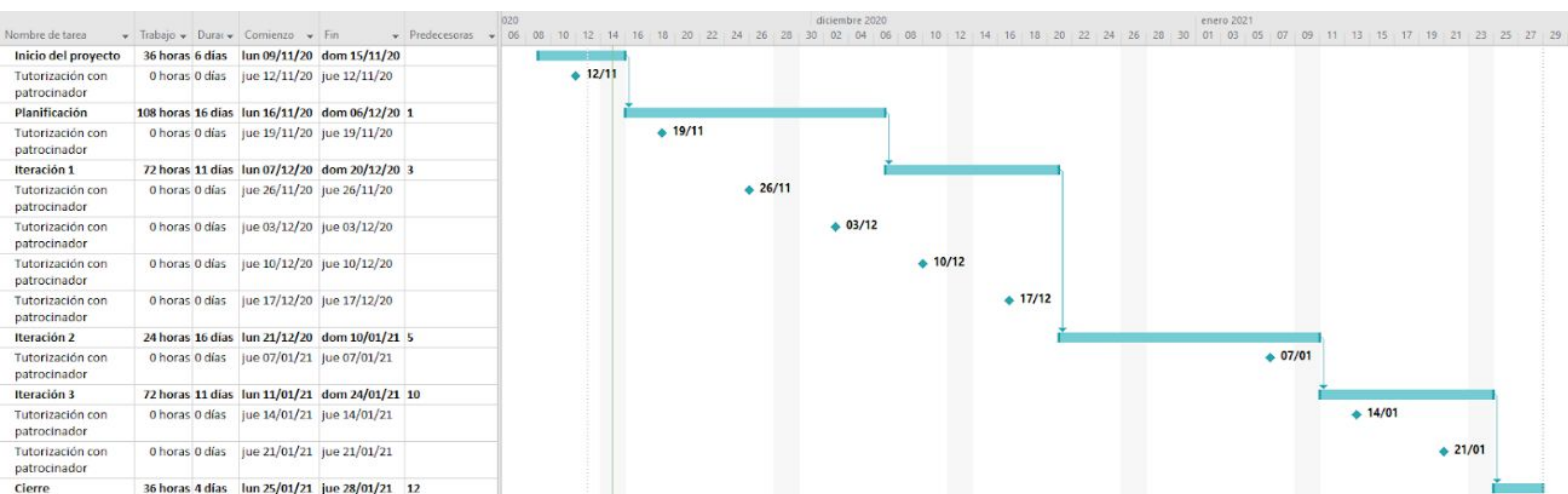 020 diciembre 2020 enero 2021
Nombre de tarea Trabajo Durac Comienzo Fin Predecesoras 06 08 10 12 14 16 18 20 22 24 26 28 30 02 04 06 08 10 12 14 16 18 20 22 24 26 28 30 01 03 05 07 09 11 13 15 17 19 21 23 25 27 29
Inicio del proyecto 36 horas 6 días lun 09/11/20 dom 15/11/20
Tutorización con 0 horas 0 días jue 12/11/20 jue 12/11/20 12/11
patrocinador
Planificación 108 horas 16 días lun 16/11/20 dom 06/12/20 1
Tutorización con 0 horas 0 días jue 19/11/20 jue 19/11/20 19/11
patrocinador
Iteración 1 72 horas 11 días lun 07/12/20 dom 20/12/20 3
Tutorización con 0 horas 0 días jue 26/11/20 jue 26/11/20 26/11
patrocinador
Tutorización con 0 horas 0 días jue 03/12/20 jue 03/12/20 03/12
patrocinador
Tutorización con 0 horas 0 días jue 10/12/20 jue 10/12/20 10/12
patrocinador
Tutorización con 0 horas 0 días jue 17/12/20 jue 17/12/20 17/12
patrocinador
Iteración 2 24 horas 16 días lun 21/12/20 dom 10/01/21 5
Tutorización con 0 horas 0 días jue 07/01/21 jue 07/01/21 07/01
patrocinador
Iteración 3 72 horas 11 días lun 11/01/21 dom 24/01/21 10
Tutorización con 0 horas 0 días jue 14/01/21 jue 14/01/21 14/01
patrocinador
Tutorización con 0 horas 0 días jue 21/01/21 jue 21/01/21 21/01
patrocinador
Cierre 36 horas 4 días lun 25/01/21 jue 28/01/21 12